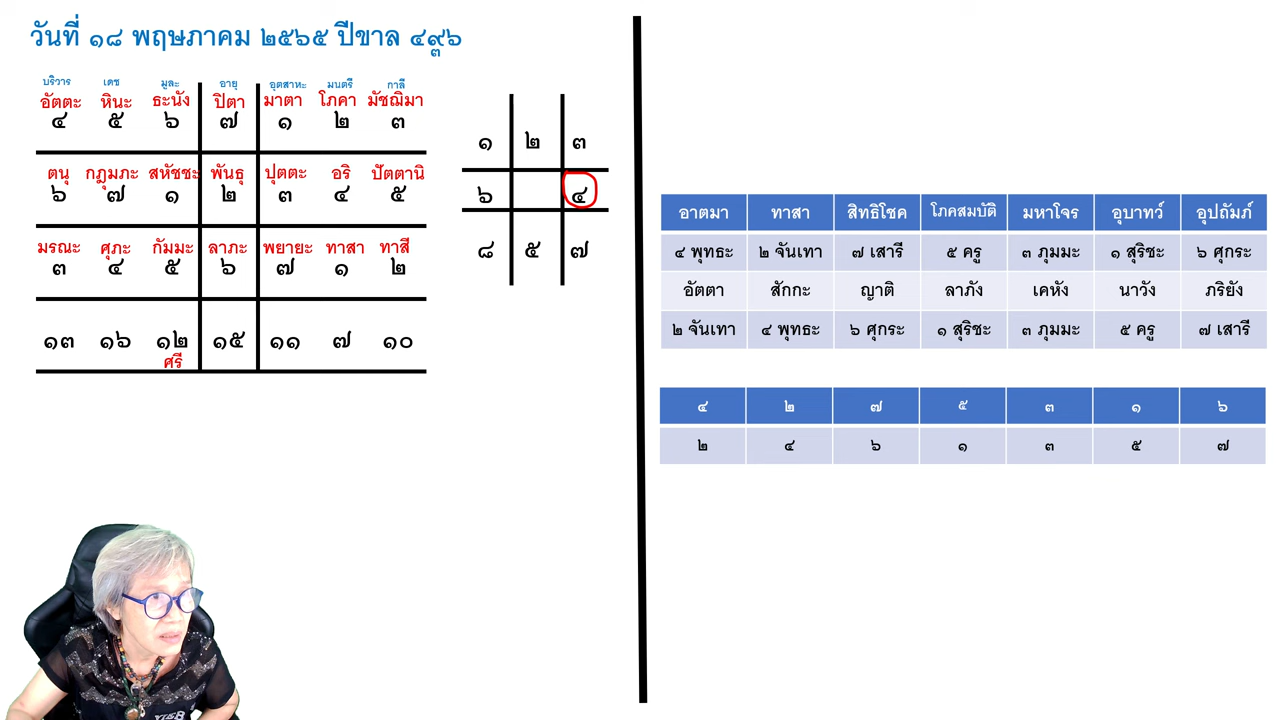 วันที่ ๑๘ พฤษภาคม ๒๕๖๕ ปีขาล ๔๙๖
๓
บริวาร เดช มูละ อายุ อุตสาหะ มนตรี กาลี
อัตตะ หินะ ธะนัง ปิตา มาตา โภคา มัชฌิมา
๔ ๕ ๖ ๗ ๑ ๒ ๓
ตนุ กฎุมภะ สหัชชะ พันธุ ปุตตะ อริ ปัตตานิ
๖ ๗ ๑ ๒ ๓ ๔ ๕
มรณะ ศุภะ กัมมะ ลาภะ พยายะ ทาสา ทาสี
๓ ๔ ๕ ๖ ๗ ๑ ๒
๑๓ ๑๖ ๑๒ ๑๕ ๑๑ ๗ ๑๐
ศรี
๑ ๒ ๓
๖ ๔
๘ ๕ ๗
อาตมา ทาสา สิทธิโชค โภคสมบัติ มหาโจร อุบาทว์ อุปถัมภ์
๔ พุทธะ ๒ จันเทา ๗ เสารี ๕ ครู ๓ ภุมมะ ๑ สุริชะ ๖ ศุกระ
อัตตา สักกะ ญาติ ลาภัง เคหัง นาวัง ภริยัง
๒ จันเทา ๔ พุทธะ ๖ ศุกระ ๑ สุริชะ ๓ ภุมมะ ๕ ครู ๗ เสารี
๔ ๒ ๗ ๕ ๓ ๑ ๖
๒ ๔ ๖ ๑ ๓ ๕ ๗